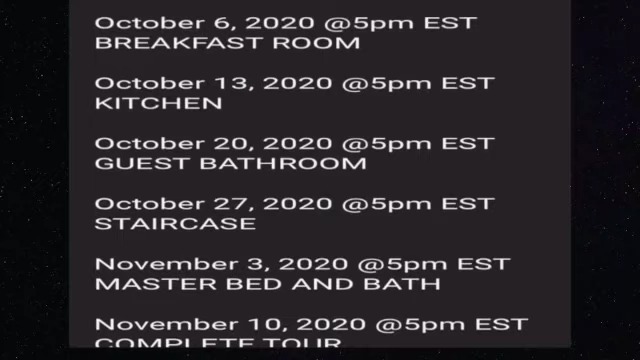 October 6, 2020 @5pm EST
BREAKFAST ROOM
October 13, 2020 @5pm EST
KITCHEN
October 20, 2020 @5pm EST
GUEST BATHROOM
October 27, 2020 @5pm EST
STAIRCASE
November 3, 2020 @5pm EST
MASTER BED AND BATH
November 10, 2020 @5pm EST
COMPLETE TOUR